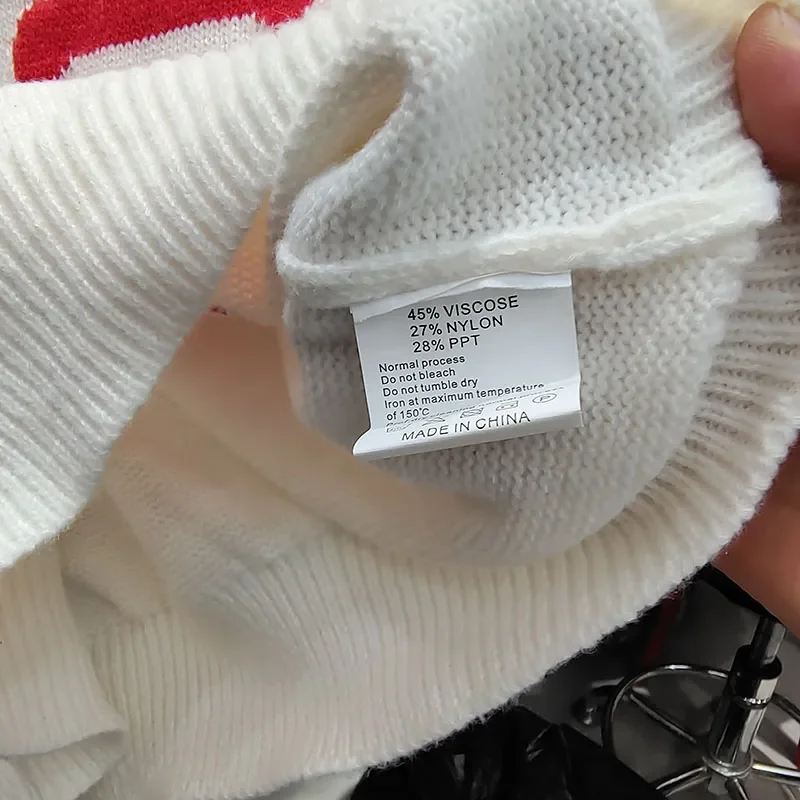 45% VISCOSE
27% NYLON
28% PPT
Normal process
Do not bleach
Do not tumble dry
Iron at maximum temperature
of 150℃
MADE IN CHINA